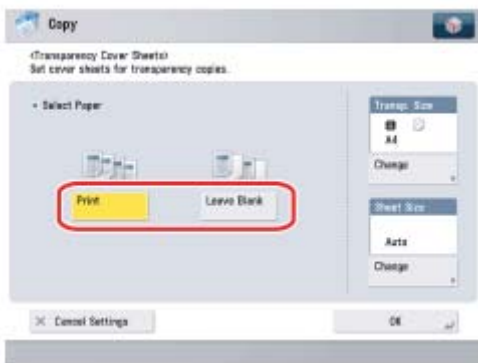 Copy
<Transparency Cover Sheets>
Set cover sheets for transparency copies.
• Select Paper
Transp. Size
A4
Change
Print
Leave Blank
Sheet Size
Auto
Change
× Cancel Settings
OK